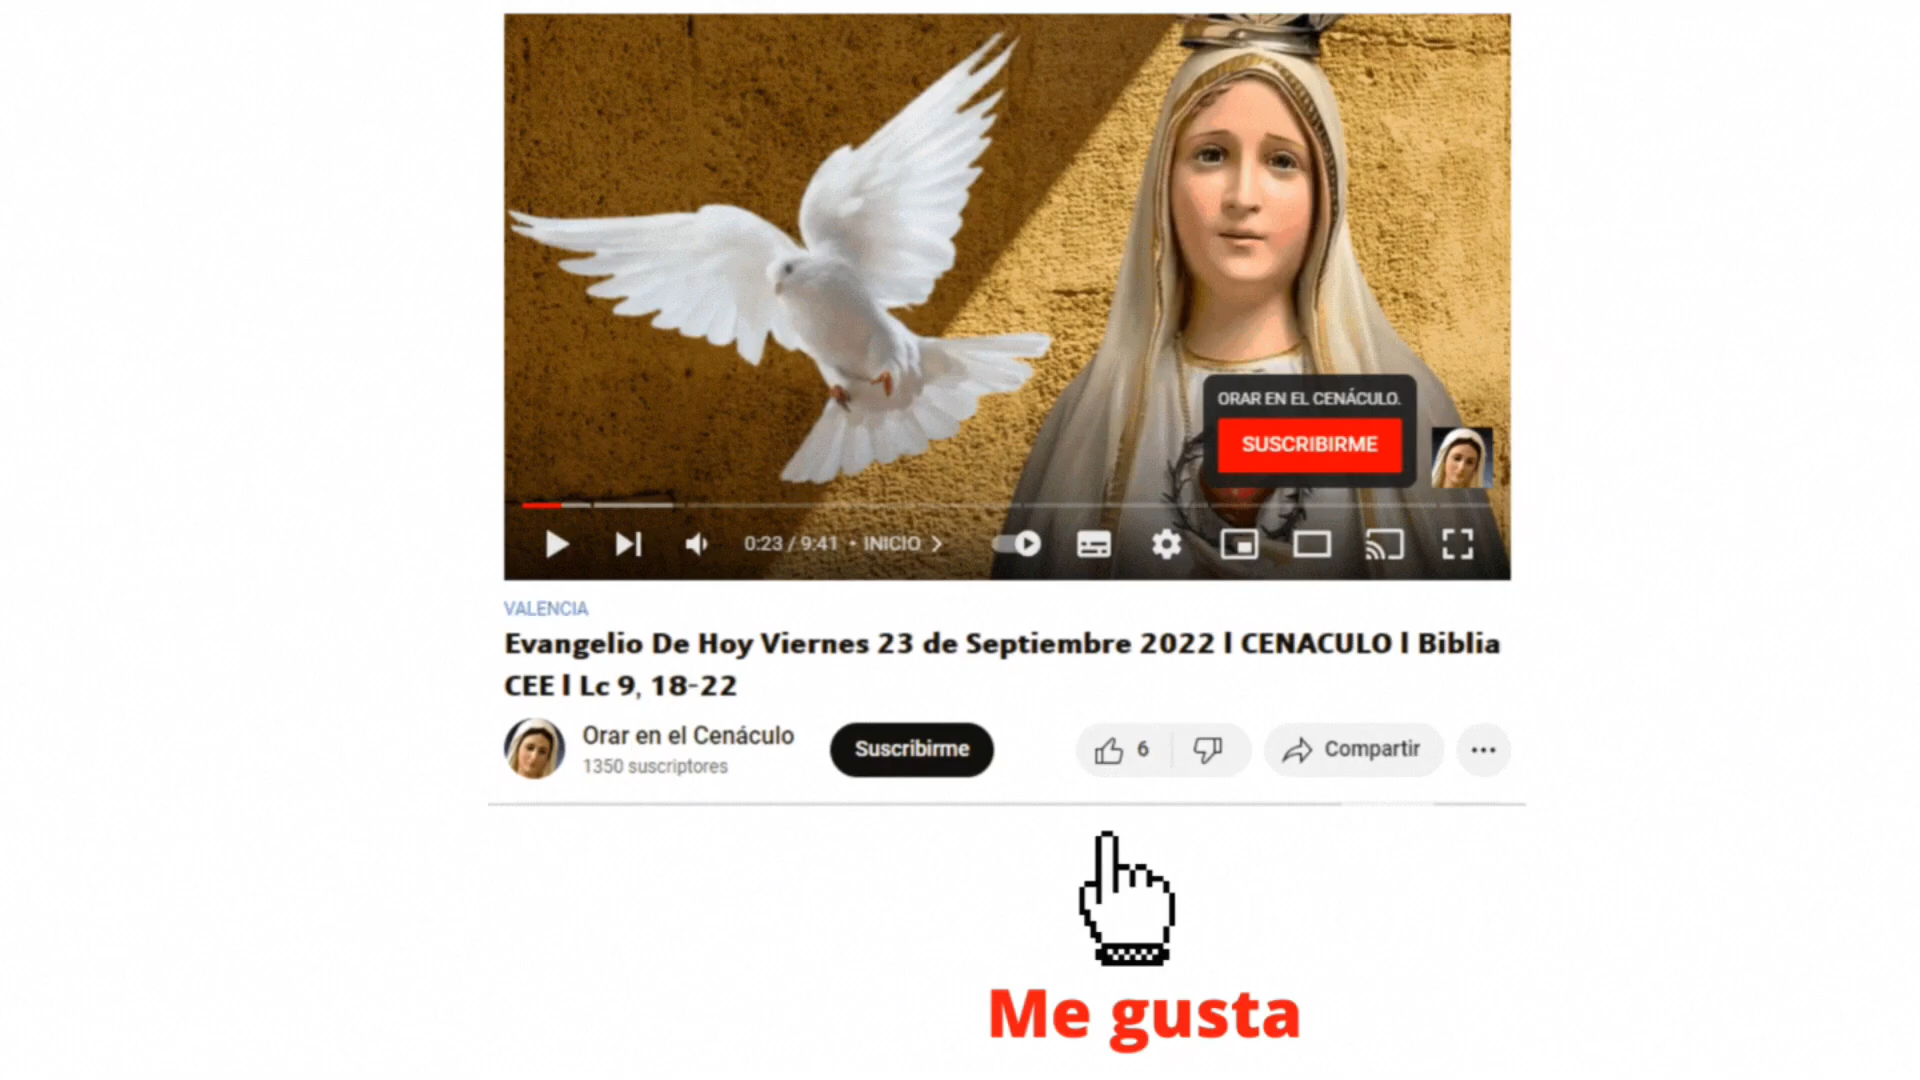 ORAR EN EL CENÁCULO.
SUSCRIBIRME
0:23 / 9:41 • INICIO
VALENCIA
Evangelio De Hoy Viernes 23 de Septiembre 2022 l CENACULO l Biblia
CEE l Lc 9, 18-22
Orar en el Cenáculo
1350 suscriptores
Suscribirme
6
Compartir
Me gusta